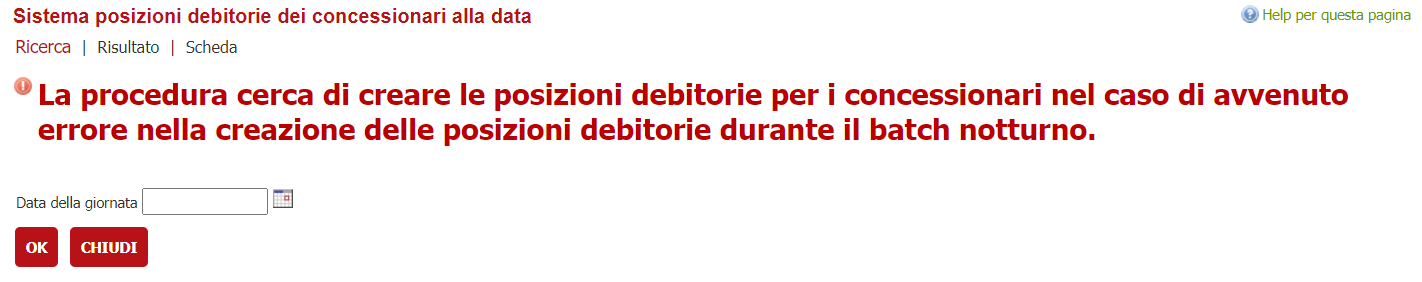 Sistema posizioni debitorie dei concessionari alla data
Help per questa pagina
Ricerca | Risultato | Scheda
La procedura cerca di creare le posizioni debitorie per i concessionari nel caso di avvenuto
errore nella creazione delle posizioni debitorie durante il batch notturno.
Data della giornata
OK CHIUDI